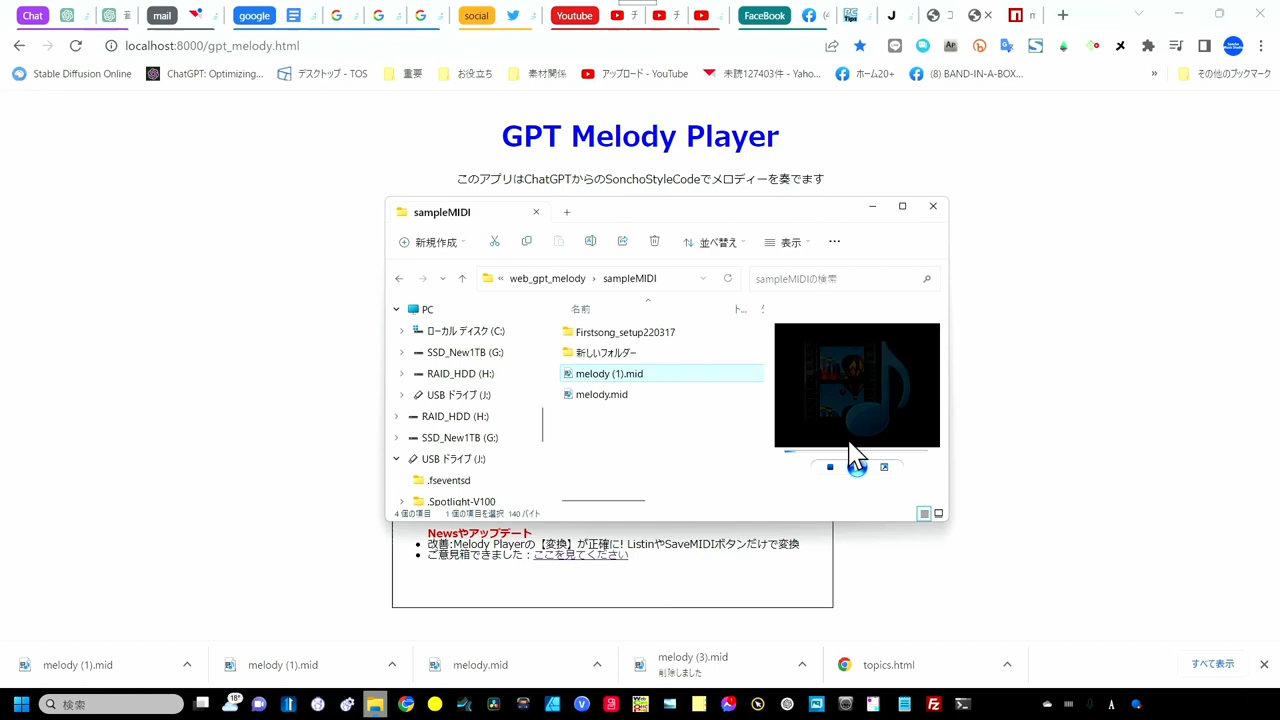 Chat
mail
google
social
Youtube
FaceBook
localhost:8000/gpt_melody.html
Stable Diffusion Online
ChatGPT: Optimizing...
デスクトップ - TOS
重要
お役立ち
素材関係
アップロード - YouTube
未読127403件 - Yaho...
ホーム20+
(8) BAND-IN-A-BOX...
»
その他のブックマーク
GPT Melody Player
このアプリはChatGPTからのSonchoStyleCodeでメロディーを奏でます
sampleMIDI
新規作成
並べ替え
表示
« web_gpt_melody › sampleMIDI
sampleMIDIの検索
PC
ローカル ディスク (C:)
SSD_New1TB (G:)
RAID_HDD (H:)
USB ドライブ (J:)
RAID_HDD (H:)
SSD_New1TB (G:)
USB ドライブ (J:)
.fseventsd
.Spotlight-V100
名前
Firstsong_setup220317
新しいフォルダー
melody (1).mid
melody.mid
4 個の項目 1 個の項目を選択 140 バイト
Newsやアップデート
• 改善:Melody Playerの【変換】が正確に! ListinやSaveMIDIボタンだけで変換
• ご意見箱できました：ここを見てください
melody (1).mid
melody (1).mid
melody.mid
melody (3).mid
削除しました
topics.html
すべて表示
検索
18°